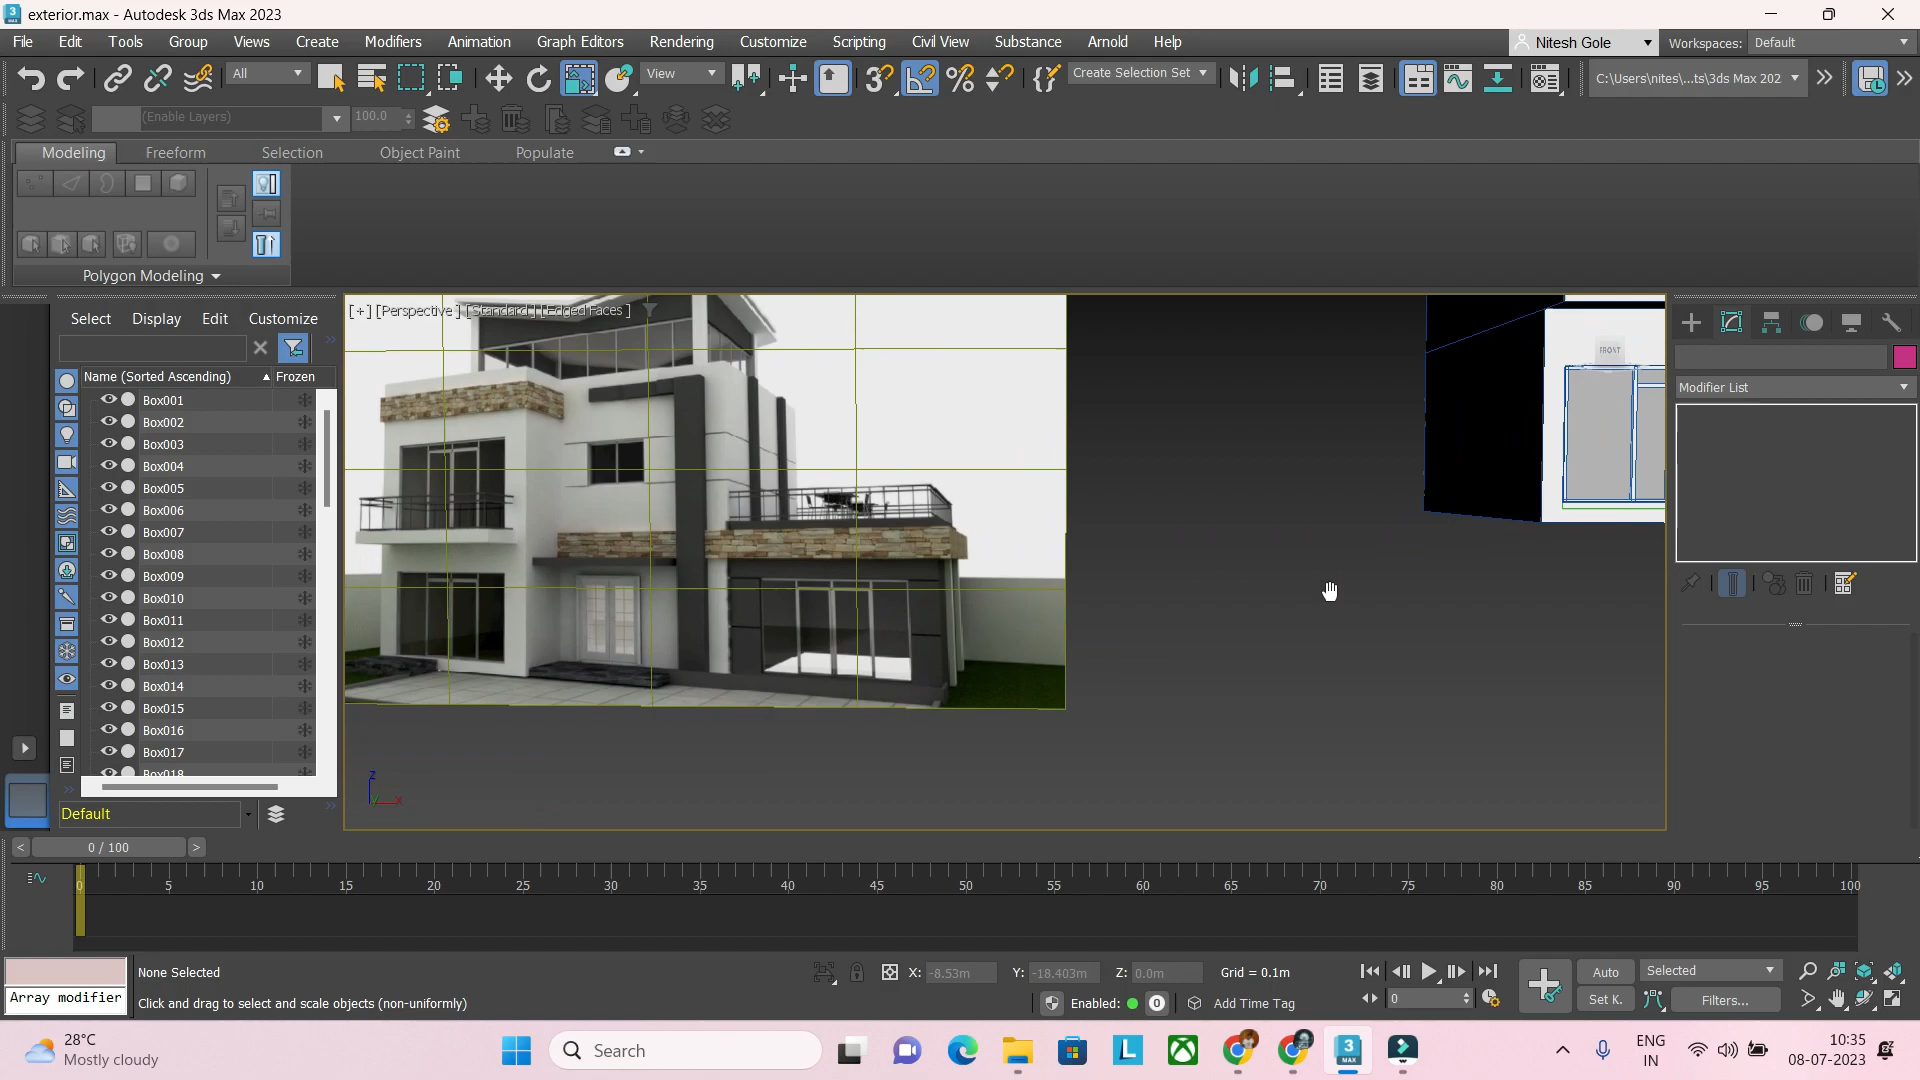 exterior.max - Autodesk 3ds Max 2023
File Edit Tools Group Views Create Modifiers Animation Graph Editors Rendering Customize Scripting Civil View Substance Arnold Help
Nitesh Gole Workspaces: Default
All View Create Selection Set C:\Users\nites\...ts\3ds Max 202
(Enable Layers) 100.0
Modeling Freeform Selection Object Paint Populate
Polygon Modeling
[+] [Perspective] [Standard] [Edged Faces]
Select Display Edit Customize
FRONT
Name (Sorted Ascending) Frozen
Modifier List
Box001
Box002
Box003
Box004
Box005
Box006
Box007
Box008
Box009
Box010
Box011
Box012
Box013
Box014
Box015
Box016
Box017
Box018
z
x
Default
< 0 / 100 >
0 5 10 15 20 25 30 35 40 45 50 55 60 65 70 75 80 85 90 95 100
None Selected X: -8.53m Y: -18.403m Z: 0.0m Grid = 0.1m Auto Selected
Array modifier Click and drag to select and scale objects (non-uniformly) Enabled: 0 Add Time Tag 0 Set K. Filters...
28°C
Mostly cloudy
Search
3
MAX
ENG
IN
10:35
08-07-2023